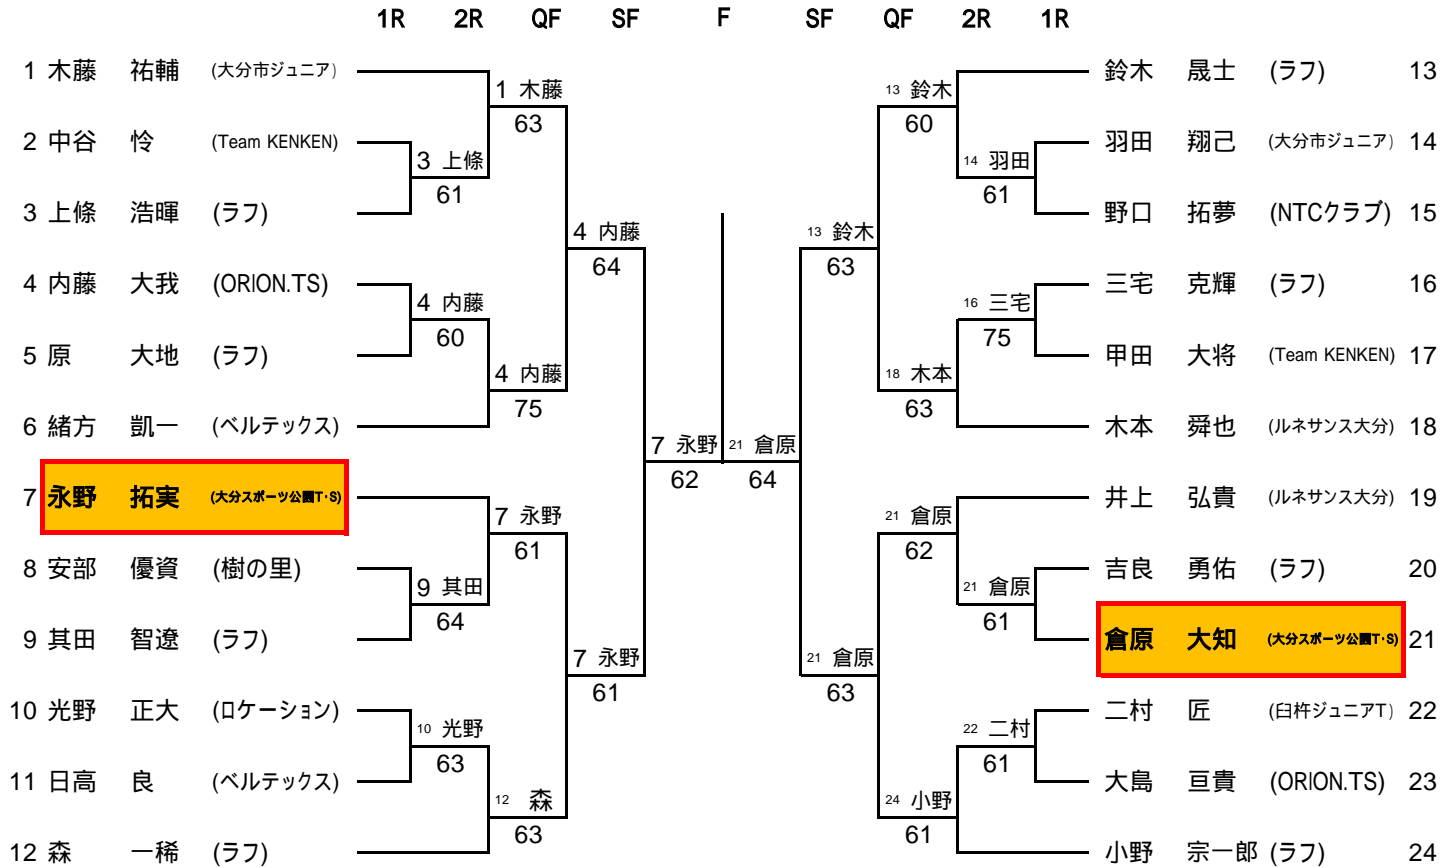 1R 2R QF SF F SF QF 2R 1R
1 木藤 祐輔 (大分市ジュニア) 鈴木 晟士 (ラフ) 13
1 木藤 13 鈴木
63 60
2 中谷 怜 (Team KENKEN) 羽田 翔己 (大分市ジュニア) 14
3 上條 14 羽田
61 61
3 上條 浩暉 (ラフ) 野口 拓夢 (NTCクラブ) 15
4 内藤 13 鈴木
64 63
4 内藤 大我 (ORION.TS) 三宅 克輝 (ラフ) 16
4 内藤 16 三宅
60 75
5 原 大地 (ラフ) 甲田 大将 (Team KENKEN) 17
4 内藤 18 木本
75 63
6 緒方 凱一 (ベルテックス) 木本 舜也 (ルネサンス大分) 18
7 永野 21 倉原
62 64
7 永野 拓実 (大分スポーツ公園T・S) 井上 弘貴 (ルネサンス大分) 19
7 永野 21 倉原
61 62
8 安部 優資 (樹の里) 吉良 勇佑 (ラフ) 20
9 其田 21 倉原
64 61
9 其田 智遼 (ラフ) 倉原 大知 (大分スポーツ公園T・S) 21
7 永野 21 倉原
61 63
10 光野 正大 (ロケーション) 二村 匠 (臼杵ジュニアT) 22
10 光野 22 二村
63 61
11 日高 良 (ベルテックス) 大島 亘貴 (ORION.TS) 23
12 森 24 小野
63 61
12 森 一稀 (ラフ) 小野 宗一郎 (ラフ) 24